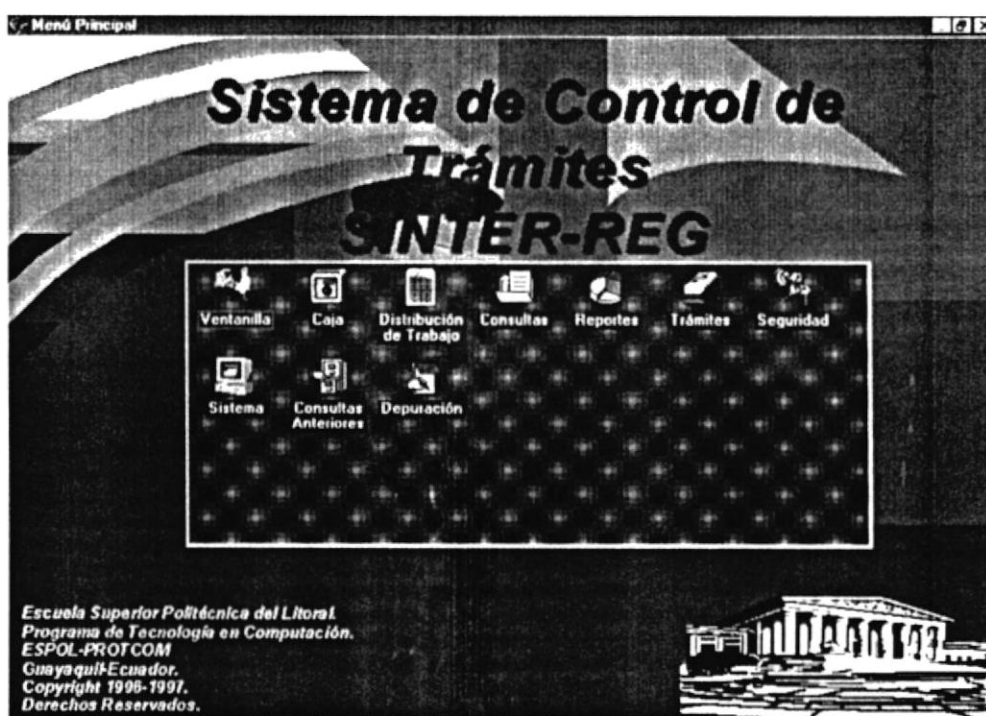 Menú Principal
Sistema de Control de
Trámites
SINTER-REG
Ventanilla Caja Distribución de Trabajo Consultas Reportes Trámites Seguridad
Sistema Consultas Anteriores Depuración
Escuela Superior Politécnica del Litoral.
Programa de Tecnología en Computación.
ESPOL-PROTCOM
Guayaquil-Ecuador.
Copyright 1996-1997.
Derechos Reservados.